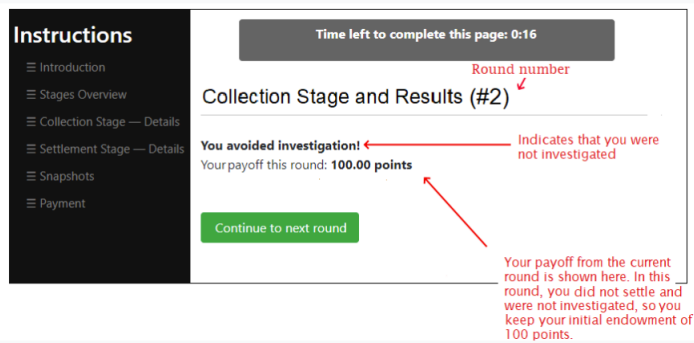 Instructions
☰ Introduction
☰ Stages Overview
☰ Collection Stage — Details
☰ Settlement Stage — Details
☰ Snapshots
☰ Payment
Time left to complete this page: 0:16
Round number
Collection Stage and Results (#2)
You avoided investigation!
Indicates that you were
not investigated
Your payoff this round: 100.00 points
Continue to next round
Your payoff from the current
round is shown here. In this
round, you did not settle and
were not investigated, so you
keep your initial endowment of
100 points.